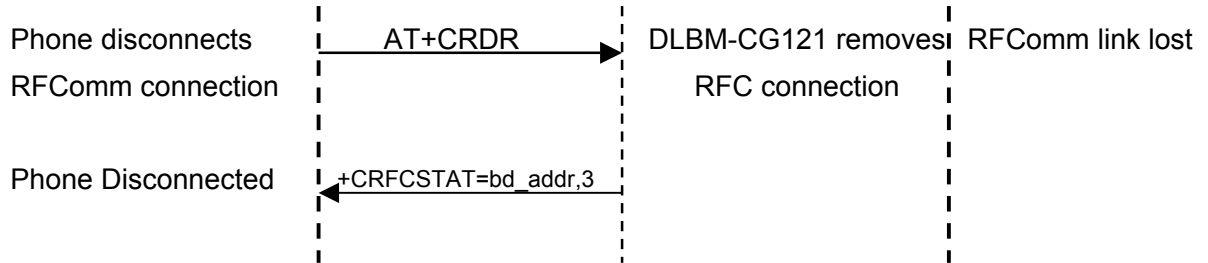 Phone disconnects AT+CRDR DLBM-CG121 removes RFComm link lost
RFComm connection RFC connection
Phone Disconnected +CRFCSTAT=bd_addr,3